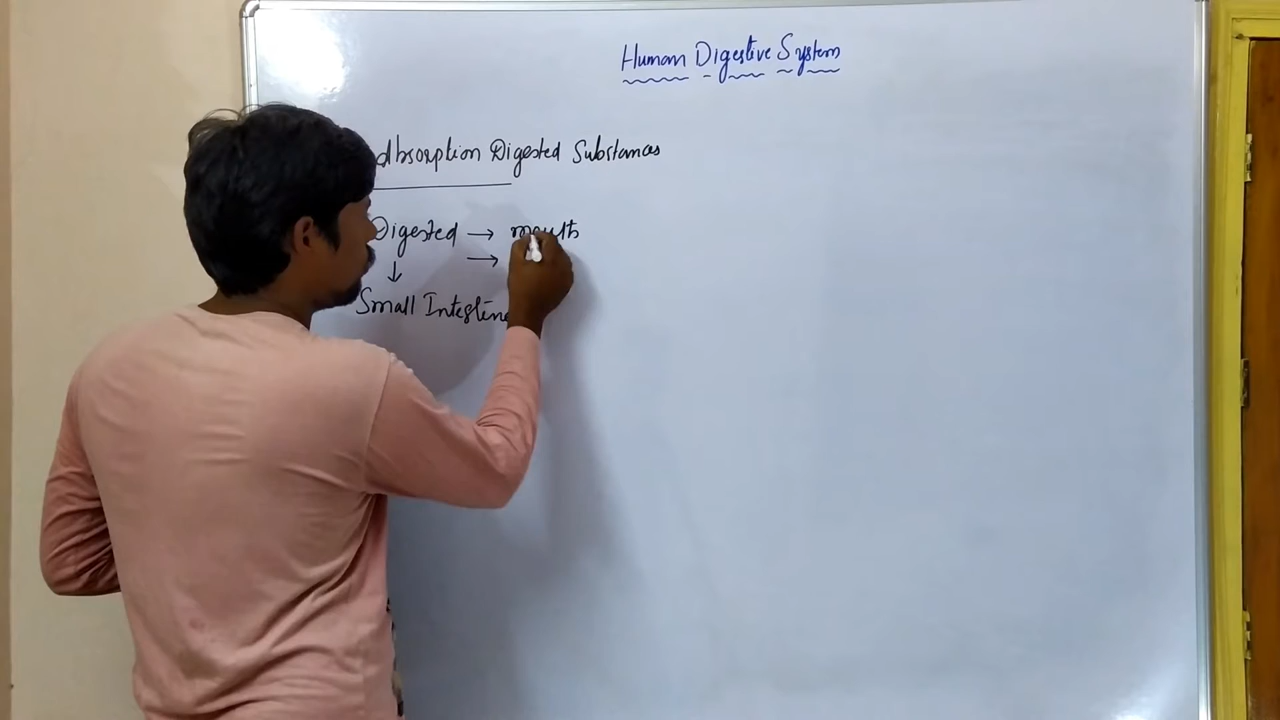 Human Digestive System
Absorption Digested Substances
Digested → mouth
→
↓
Small Intestine